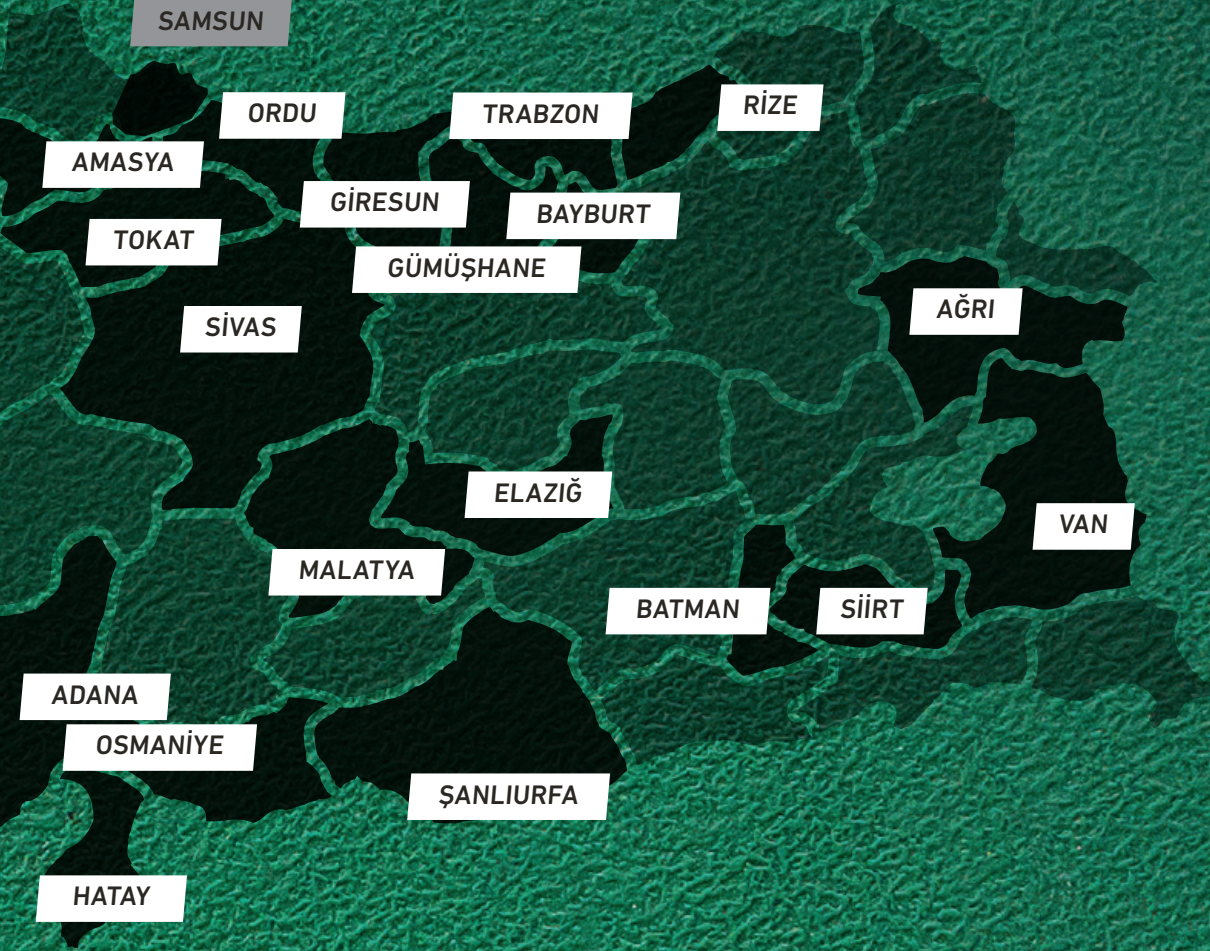 SAMSUN
ORDU
TRABZON
RİZE
AMASYA
GİRESUN
BAYBURT
TOKAT
GÜMÜŞHANE
AĞRI
SİVAS
ELAZIĞ
VAN
MALATYA
BATMAN
SİİRT
ADANA
OSMANİYE
ŞANLIURFA
HATAY